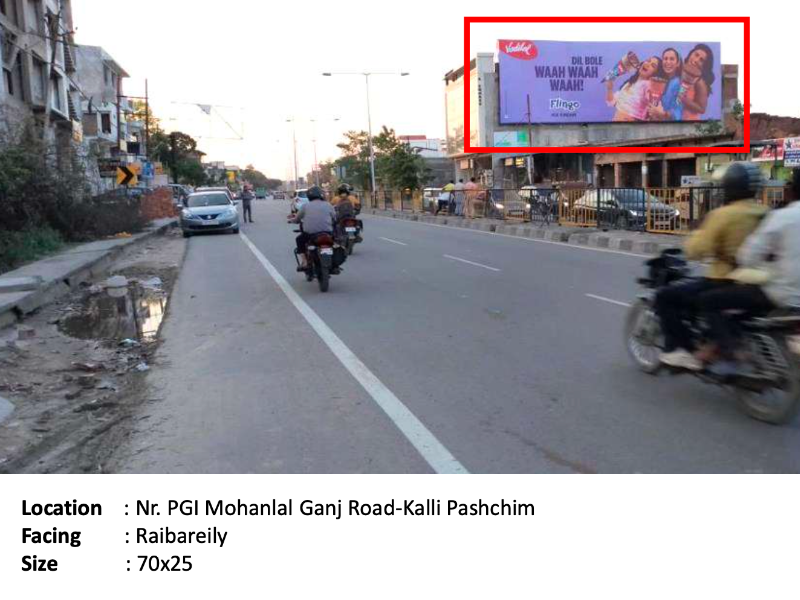 Vadilal
DIL BOLE
WAAH WAAH
WAAH!
Flingo
Location : Nr. PGI Mohanlal Ganj Road-Kalli Pashchim
Facing : Raibareily
Size : 70x25